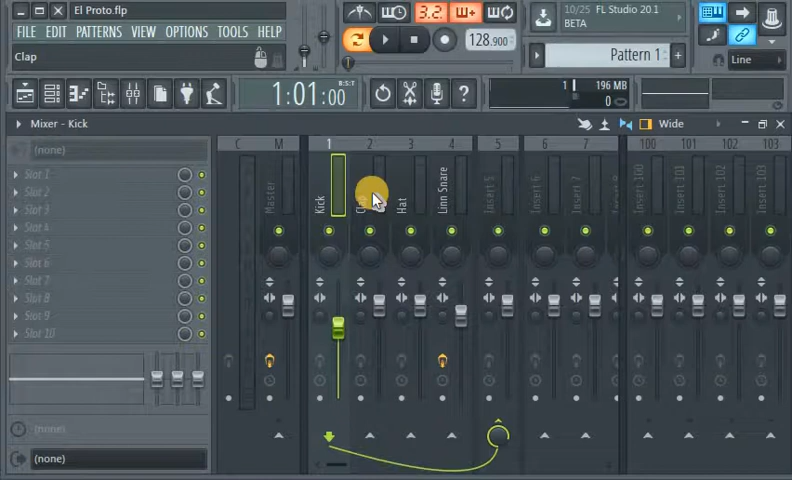 El Proto.flp
FILE EDIT PATTERNS VIEW OPTIONS TOOLS HELP
Clap
3.2.
128.900
10/25 FL Studio 20.1
BETA
Pattern 1
Line
1:01:00
B:S:T
1
196 MB
0
Mixer - Kick
Wide
(none)
C M 1 2 3 4 5 6 7 100 101 102 103
Slot 1
Slot 2
Slot 3
Slot 4
Slot 5
Slot 6
Slot 7
Slot 8
Slot 9
Slot 10
Master
Kick
Hat
Linn Snare
Insert 5
Insert 6
Insert 7
Insert 100
Insert 101
Insert 102
Insert 103
(none)
(none)